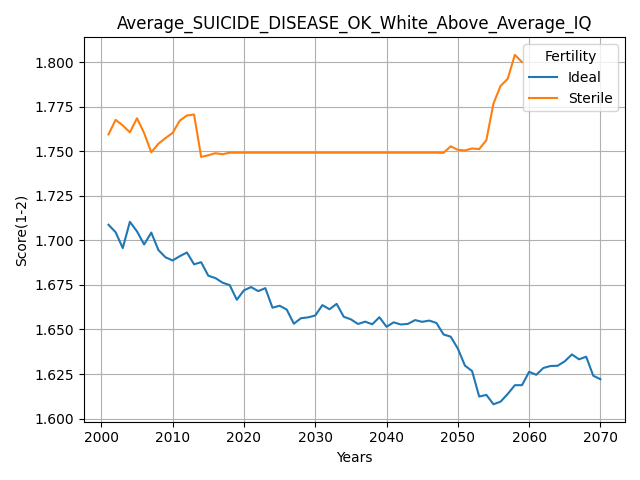 Average_SUICIDE_DISEASE_OK_White_Above_Average_IQ
Fertility
Ideal
Sterile
Score(1-2)
1.800
1.775
1.750
1.725
1.700
1.675
1.650
1.625
1.600
2000 2010 2020 2030 2040 2050 2060 2070
Years